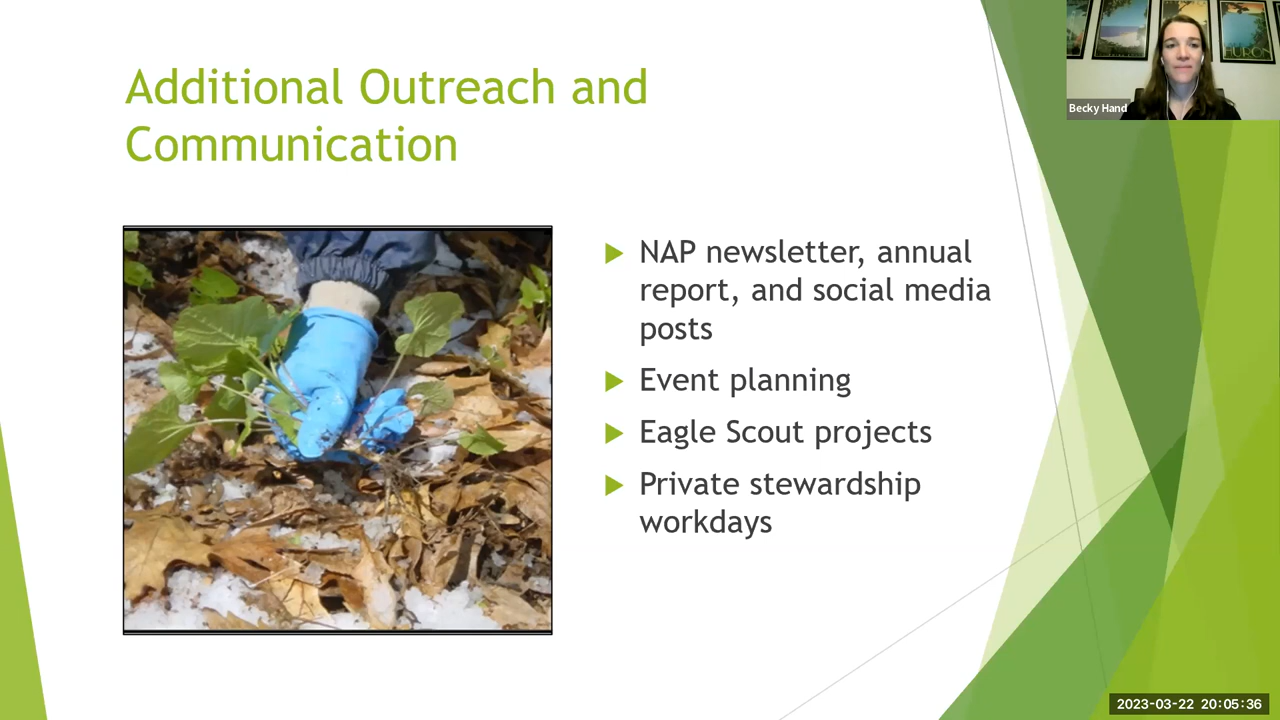 Additional Outreach and
Communication
NAP newsletter, annual
report, and social media
posts
Event planning
Eagle Scout projects
Private stewardship
workdays
HURON
Becky Hand
2023-03-22 20:05:36